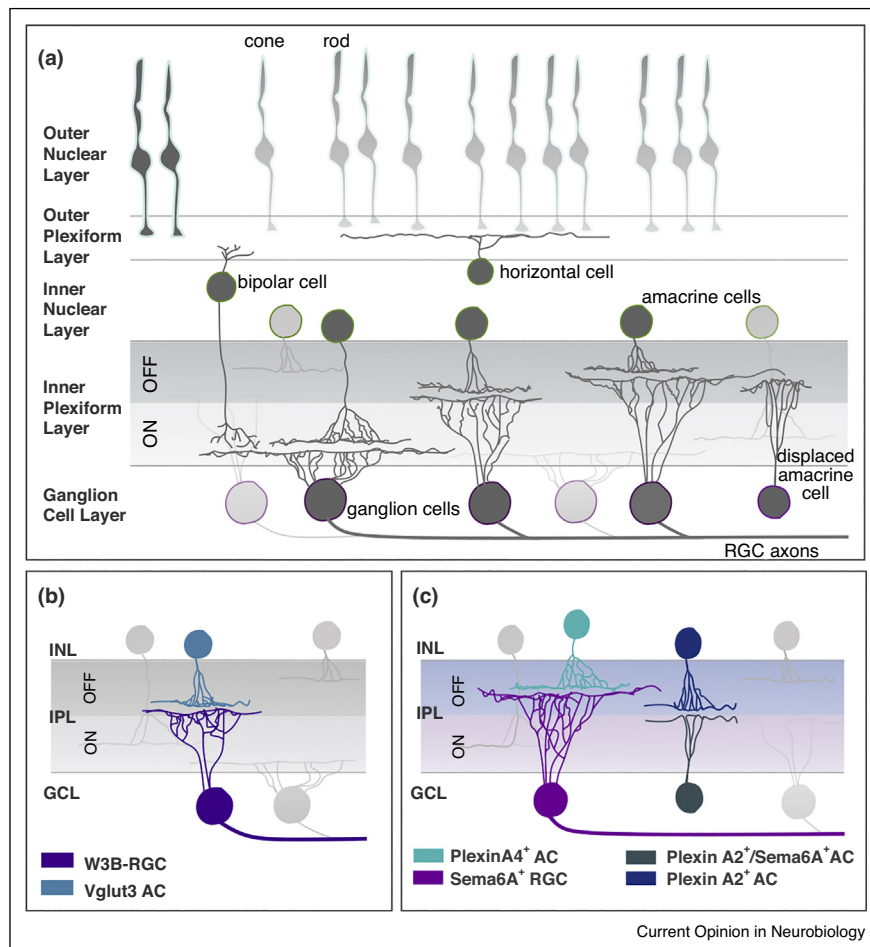 (a)
cone
rod
Outer
Nuclear
Layer
Outer
Plexiform
Layer
bipolar cell
horizontal cell
Inner
Nuclear
Layer
amacrine cells
OFF
Inner
Plexiform
Layer
ON
displaced
amacrine
cell
Ganglion
Cell Layer
ganglion cells
RGC axons
(b)
INL
OFF
IPL
ON
GCL
W3B-RGC
Vglut3 AC
(c)
INL
OFF
IPL
ON
GCL
PlexinA4+ AC
Sema6A+ RGC
Plexin A2+/Sema6A+AC
Plexin A2+ AC
Current Opinion in Neurobiology